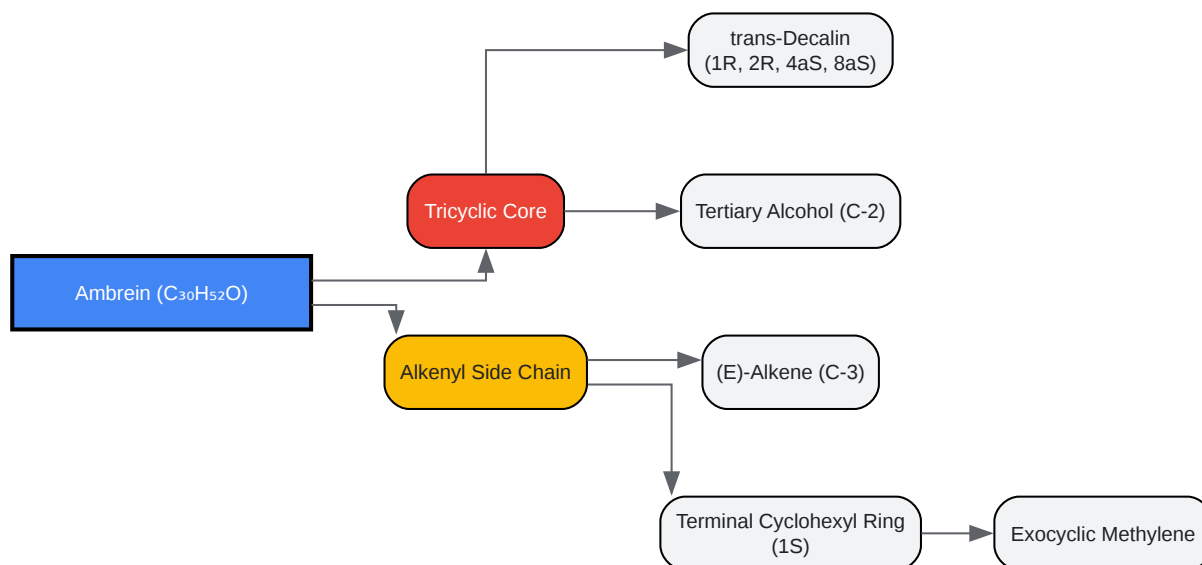 trans-Decalin
(1R, 2R, 4aS, 8aS)
Tricyclic Core
Tertiary Alcohol (C-2)
Ambrein (C₃₀H₅₂O)
Alkenyl Side Chain
(E)-Alkene (C-3)
Terminal Cyclohexyl Ring
(1S)
Exocyclic Methylene